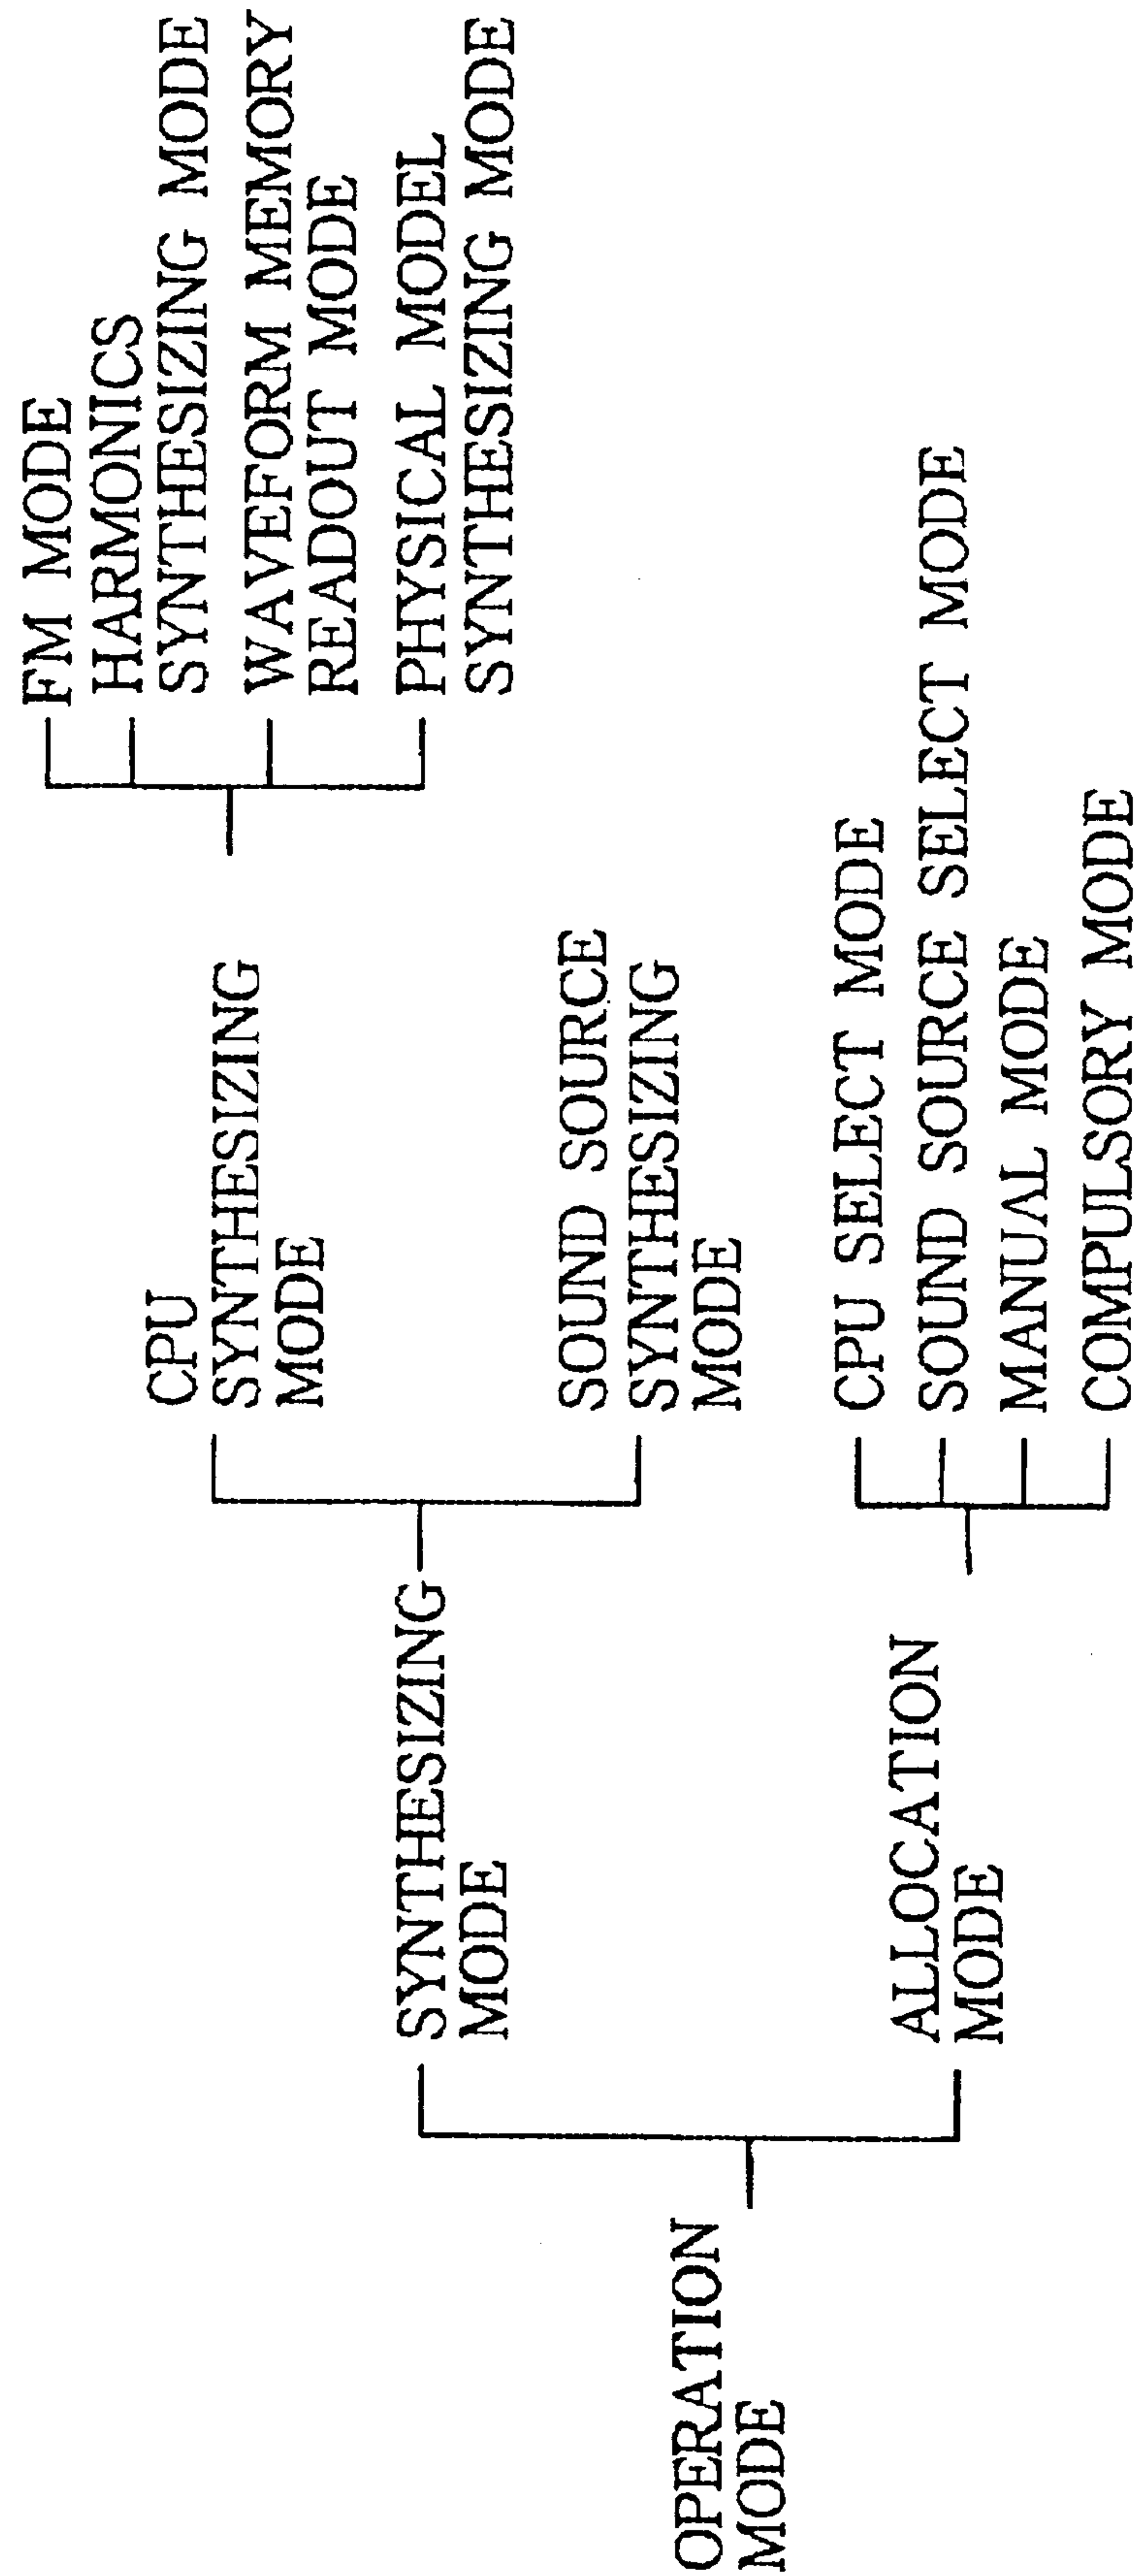 OPERATION
MODE
SYNTHESIZING
MODE
CPU
SYNTHESIZING
MODE
FM MODE
HARMONICS
SYNTHESIZING MODE
WAVEFORM MEMORY
READOUT MODE
PHYSICAL MODEL
SYNTHESIZING MODE
SOUND SOURCE
SYNTHESIZING
MODE
ALLOCATION
MODE
CPU SELECT MODE
SOUND SOURCE SELECT MODE
MANUAL MODE
COMPULSORY MODE